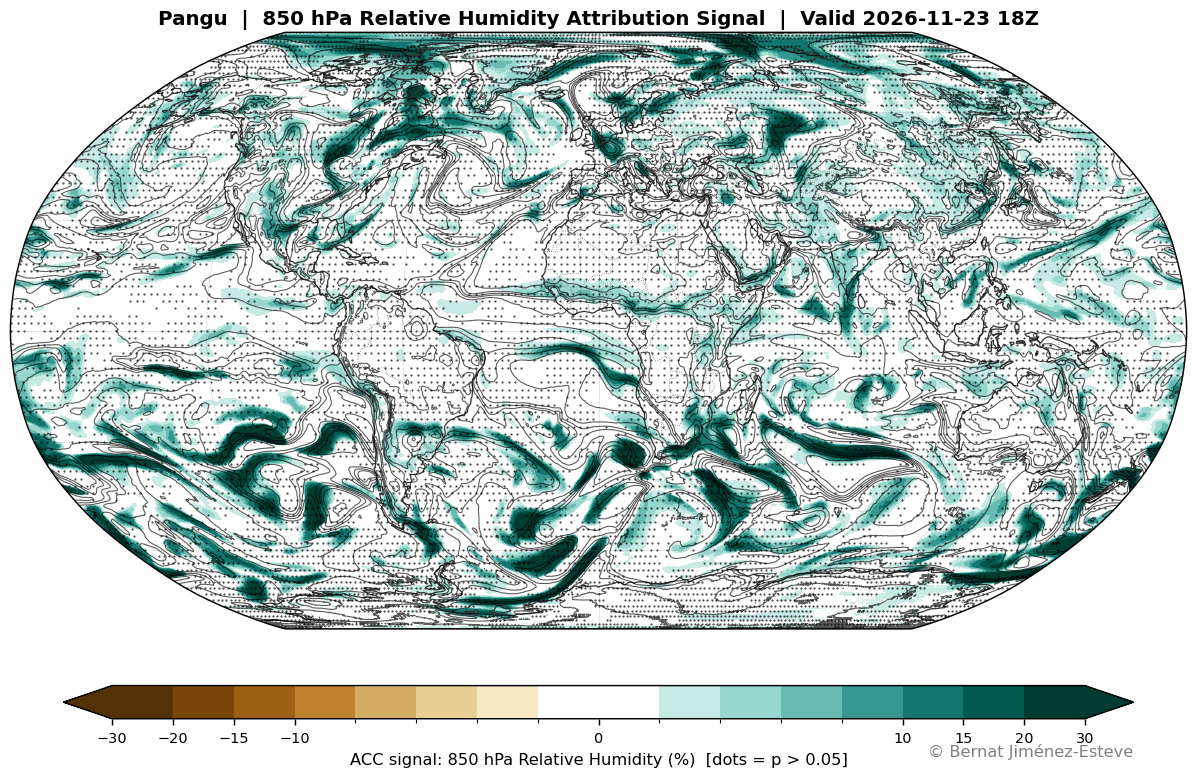 Pangu | 850 hPa Relative Humidity Attribution Signal | Valid 2026-11-23 18Z
−30 −20 −15 −10 0 10 15 20 30
ACC signal: 850 hPa Relative Humidity (%) [dots = p > 0.05]
© Bernat Jiménez-Esteve